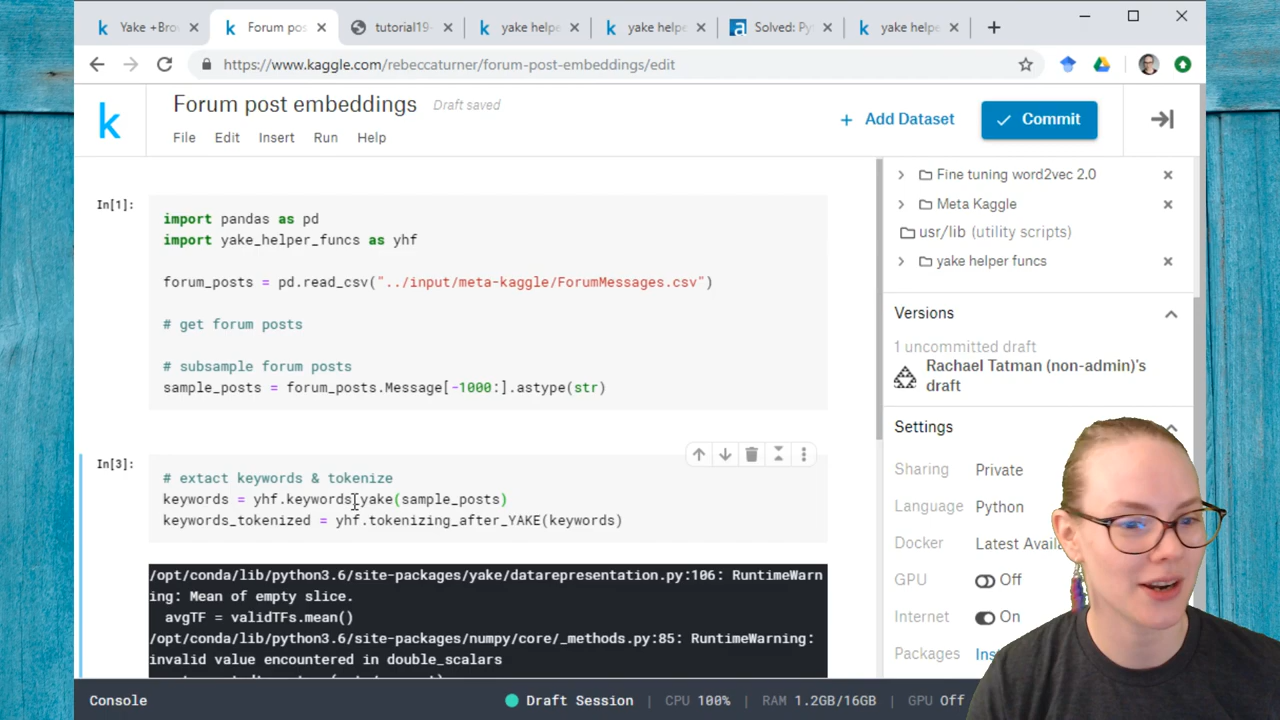 Yake +Bro
Forum pos
tutorial19-
yake helpe
yake helpe
Solved: Py
yake helpe
https://www.kaggle.com/rebeccaturner/forum-post-embeddings/edit
k
Forum post embeddings Draft saved
File Edit Insert Run Help
+ Add Dataset
Commit
In[1]:
import pandas as pd
import yake_helper_funcs as yhf
forum_posts = pd.read_csv("../input/meta-kaggle/ForumMessages.csv")
# get forum posts
# subsample forum posts
sample_posts = forum_posts.Message[-1000:].astype(str)
In[3]:
# extact keywords & tokenize
keywords = yhf.keywords_yake(sample_posts)
keywords_tokenized = yhf.tokenizing_after_YAKE(keywords)
/opt/conda/lib/python3.6/site-packages/yake/datarepresentation.py:106: RuntimeWarn
ing: Mean of empty slice.
avgTF = validTFs.mean()
/opt/conda/lib/python3.6/site-packages/numpy/core/_methods.py:85: RuntimeWarning:
invalid value encountered in double_scalars
Fine tuning word2vec 2.0
Meta Kaggle
usr/lib (utility scripts)
yake helper funcs
Versions
1 uncommitted draft
Rachael Tatman (non-admin)'s
draft
Settings
Sharing Private
Language Python
Docker Latest Availa
GPU Off
Internet On
Packages Ins
Console
Draft Session | CPU 100% | RAM 1.2GB/16GB | GPU Off